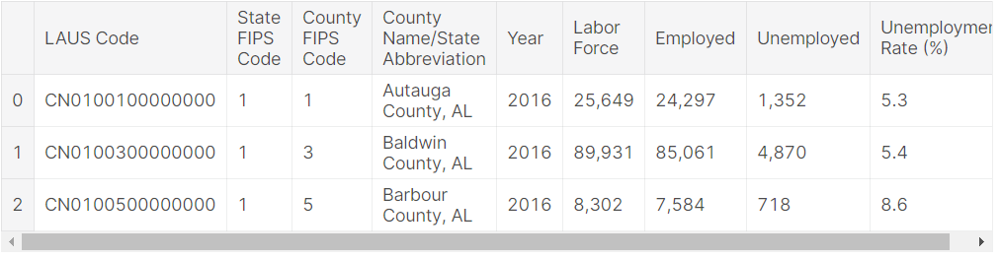 LAUS Code State FIPS Code County FIPS Code County Name/State Abbreviation Year Labor Force Employed Unemployed Unemploymen Rate (%)
0 CN0100100000000 1 1 Autauga County, AL 2016 25,649 24,297 1,352 5.3
1 CN0100300000000 1 3 Baldwin County, AL 2016 89,931 85,061 4,870 5.4
2 CN0100500000000 1 5 Barbour County, AL 2016 8,302 7,584 718 8.6